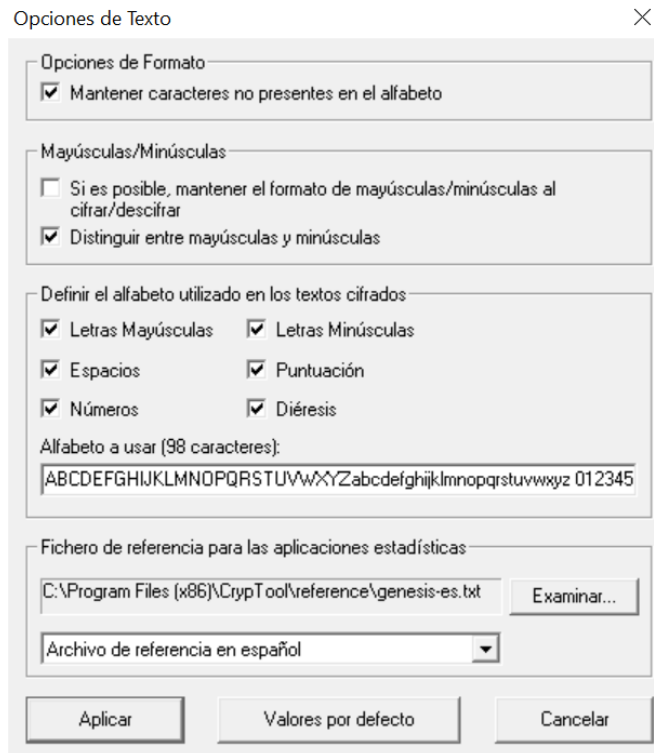 Opciones de Texto
Opciones de Formato
Mantener caracteres no presentes en el alfabeto
Mayúsculas/Minúsculas
Si es posible, mantener el formato de mayúsculas/minúsculas al
cifrar/descifrar
Distinguir entre mayúsculas y minúsculas
Definir el alfabeto utilizado en los textos cifrados
Letras Mayúsculas Letras Minúsculas
Espacios Puntuación
Números Diéresis
Alfabeto a usar (98 caracteres):
ABCDEFGHIJKLMNOPQRSTUVWXYZabcdefghijklmnopqrstuvwxyz 012345
Fichero de referencia para las aplicaciones estadísticas
C:\Program Files (x86)\CrypTool\reference\genesis-es.txt Examinar...
Archivo de referencia en español
Aplicar Valores por defecto Cancelar